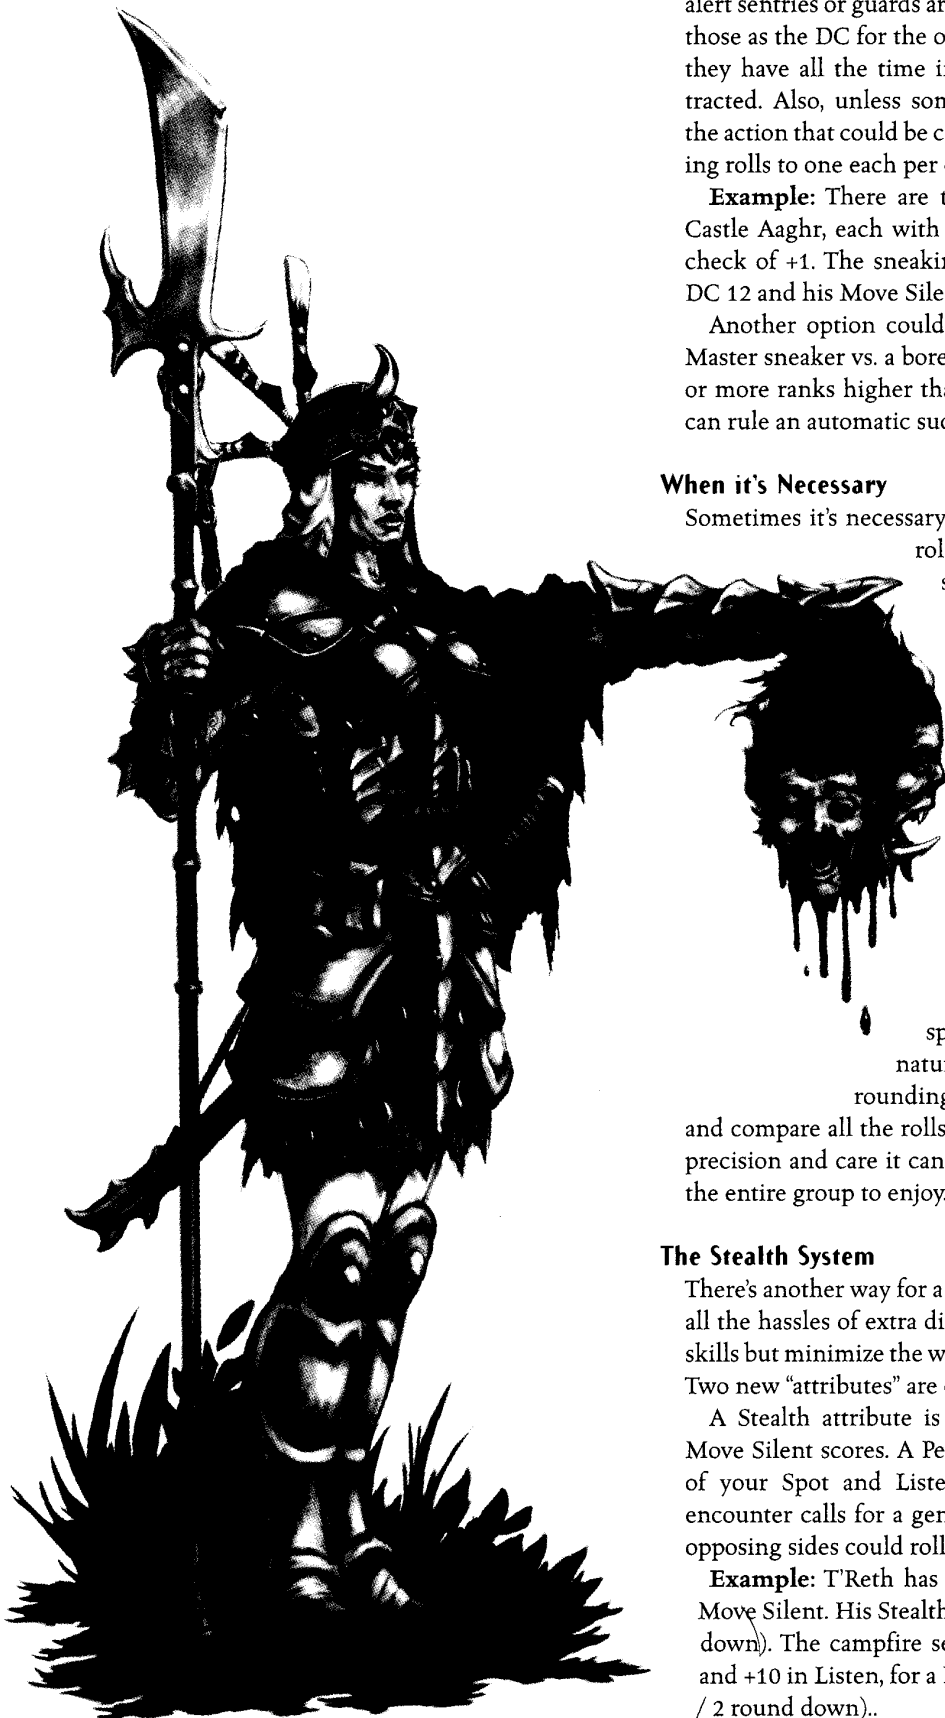 alert sentries or guards ar
those as the DC for the o
they have all the time i
tracted. Also, unless son
the action that could be c
ing rolls to one each per
Example: There are t
Castle Aaghr, each with
check of +1. The sneaki
DC 12 and his Move Sile
Another option could
Master sneaker vs. a bore
or more ranks higher tha
can rule an automatic suc
When it's Necessary
Sometimes it's necessary
rol
s
sp
natu
rounding
and compare all the rolls
precision and care it can
the entire group to enjoy.
The Stealth System
There's another way for a
all the hassles of extra di
skills but minimize the w
Two new “attributes” are
A Stealth attribute is
Move Silent scores. A Pe
of your Spot and Liste
encounter calls for a gen
opposing sides could roll
Example: T'Reth has
Move Silent. His Stealth
down). The campfire se
and +10 in Listen, for a
/ 2 round down)..